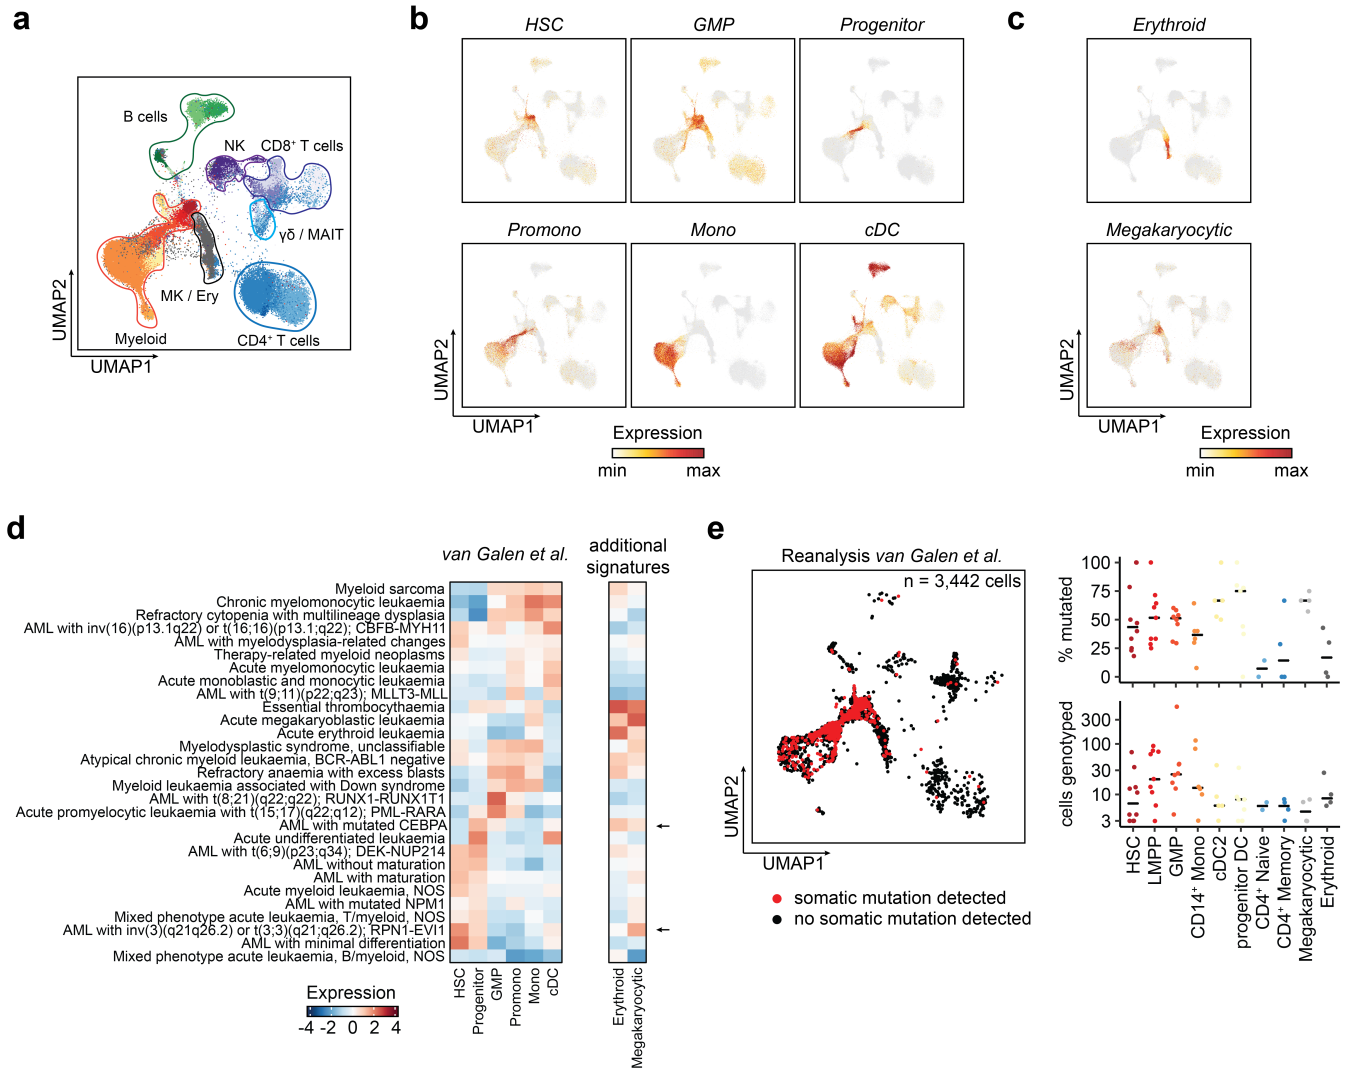 a
B cells
NK
CD8⁺ T cells
γδ / MAIT
MK / Ery
Myeloid
CD4⁺ T cells
UMAP2
UMAP1
b
HSC
GMP
Progenitor
Promono
Mono
cDC
UMAP2
UMAP1
Expression
min
max
c
Erythroid
Megakaryocytic
UMAP2
UMAP1
Expression
min
max
d
van Galen et al.
additional
signatures
Myeloid sarcoma
Chronic myelomonocytic leukaemia
Refractory cytopenia with multilineage dysplasia
AML with inv(16)(p13.1q22) or t(16;16)(p13.1;q22); CBFB-MYH11
AML with myelodysplasia-related changes
Therapy-related myeloid neoplasms
Acute myelomonocytic leukaemia
Acute monoblastic and monocytic leukaemia
AML with t(9;11)(p22;q23); MLLT3-MLL
Essential thrombocythaemia
Acute megakaryoblastic leukaemia
Acute erythroid leukaemia
Myelodysplastic syndrome, unclassifiable
Atypical chronic myeloid leukaemia, BCR-ABL1 negative
Refractory anaemia with excess blasts
Myeloid leukaemia associated with Down syndrome
AML with t(8;21)(q22;q22); RUNX1-RUNX1T1
Acute promyelocytic leukaemia with t(15;17)(q22;q12); PML-RARA
AML with mutated CEBPA
Acute undifferentiated leukaemia
AML with t(6;9)(p23;q34); DEK-NUP214
AML without maturation
AML with maturation
Acute myeloid leukaemia, NOS
AML with mutated NPM1
Mixed phenotype acute leukaemia, T/myeloid, NOS
AML with inv(3)(q21q26.2) or t(3;3)(q21;q26.2); RPN1-EVI1
AML with minimal differentiation
Mixed phenotype acute leukaemia, B/myeloid, NOS
HSC
Progenitor
GMP
Promono
Mono
cDC
Erythroid
Megakaryocytic
Expression
-4 -2 0 2 4
e
Reanalysis van Galen et al.
n = 3,442 cells
UMAP2
UMAP1
somatic mutation detected
no somatic mutation detected
% mutated
100
75
50
25
0
cells genotyped
300
100
30
10
3
HSC
LMPP
GMP
CD14⁺ Mono
cDC2
progenitor DC
CD4⁺ Naive
CD4⁺ Memory
Megakaryocytic
Erythroid